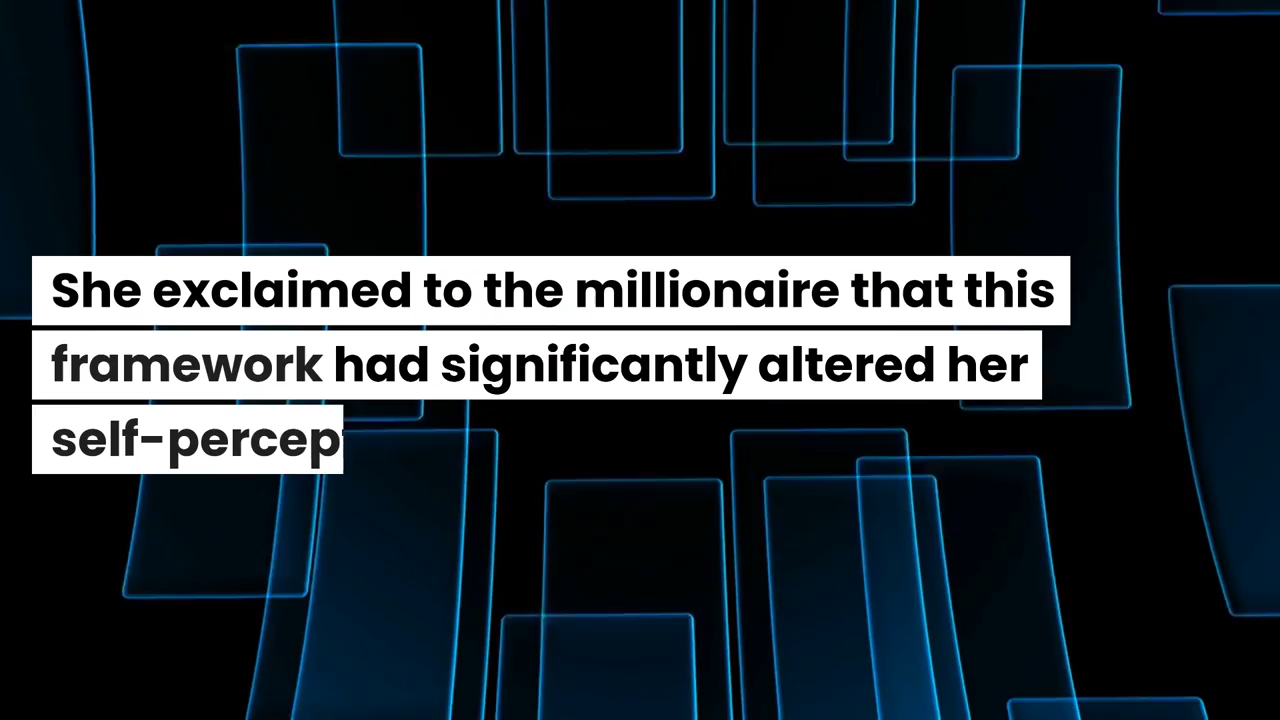 She exclaimed to the millionaire that this
framework had significantly altered her
self-percep